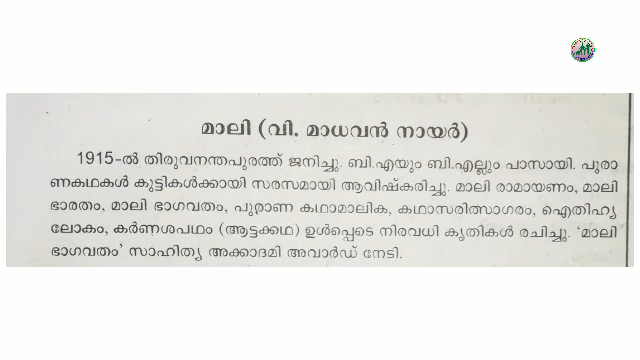 മാലി (വി. മാധവൻ നായർ)
1915-ൽ തിരുവനന്തപുരത്ത് ജനിച്ചു. ബി.എയും ബി.എല്ലും പാസായി. പുരാ
ണകഥകൾ കുട്ടികൾക്കായി സരസമായി ആവിഷ്കരിച്ചു. മാലി രാമായണം, മാലി
ഭാരതം, മാലി ഭാഗവതം, പുരാണ കഥാമാലിക, കഥാസരിത്സാഗരം, ഐതിഹ്യ
ലോകം, കർണശപഥം (ആട്ടക്കഥ) ഉൾപ്പെടെ നിരവധി കൃതികൾ രചിച്ചു. ‘മാലി
ഭാഗവതം’ സാഹിത്യ അക്കാദമി അവാർഡ് നേടി.